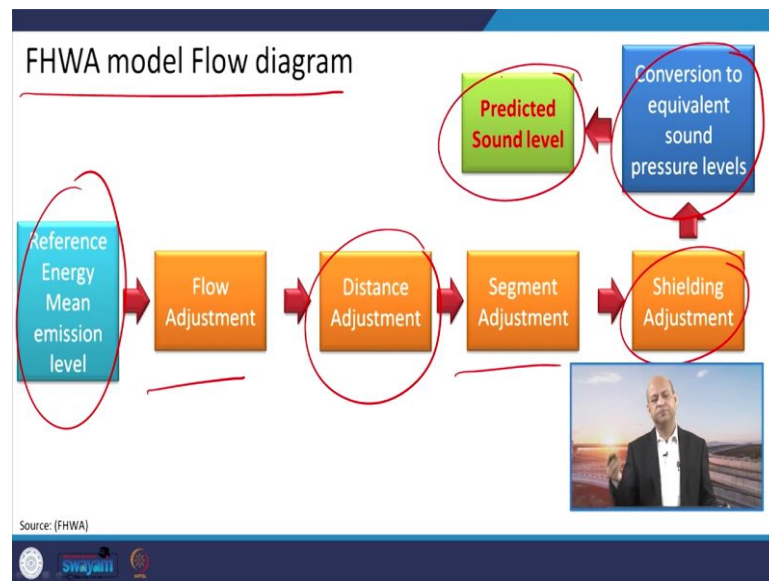 FHWA model Flow diagram
Reference
Energy
Mean
emission
level
Flow
Adjustment
Distance
Adjustment
Segment
Adjustment
Shielding
Adjustment
Conversion to
equivalent
sound
pressure levels
Predicted
Sound level
Source: (FHWA)
swayam